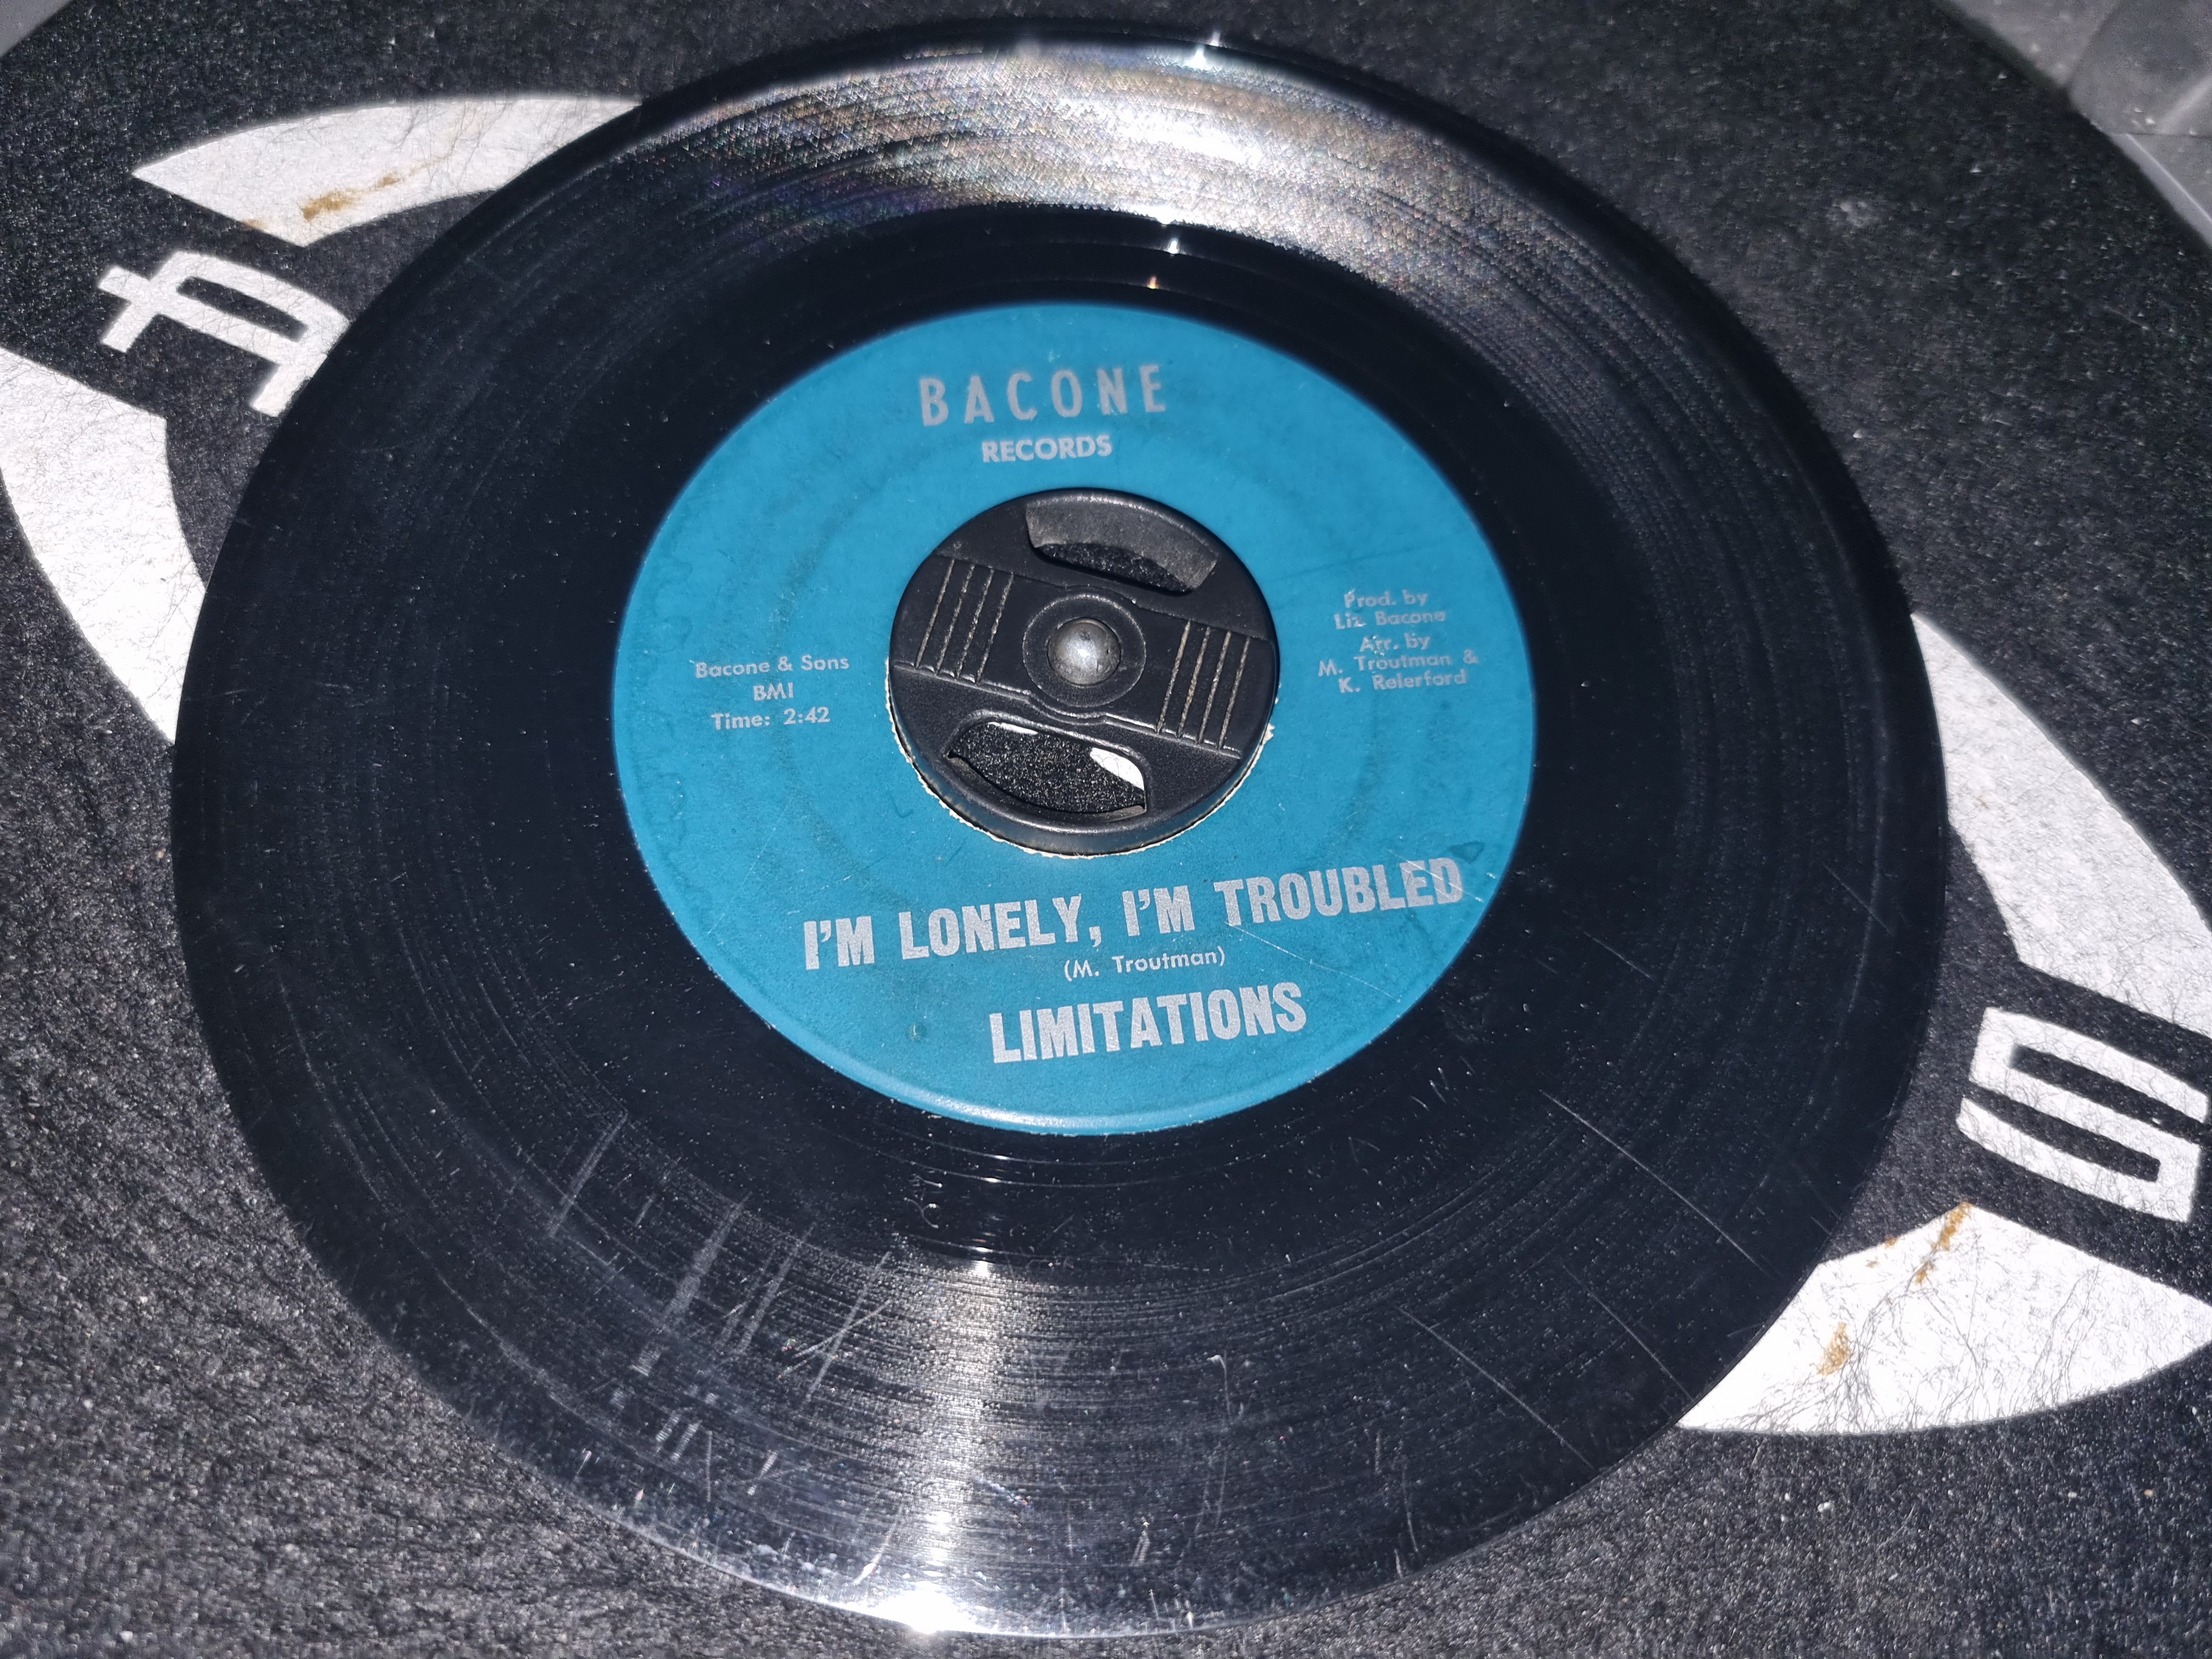 BACONE
RECORDS
Bacone & Sons
BMI
Time: 2:42
Prod. by
Liz Bacone
Arr. by
M. Troutman &
K. Relerford
I'M LONELY, I'M TROUBLED
(M. Troutman)
LIMITATIONS